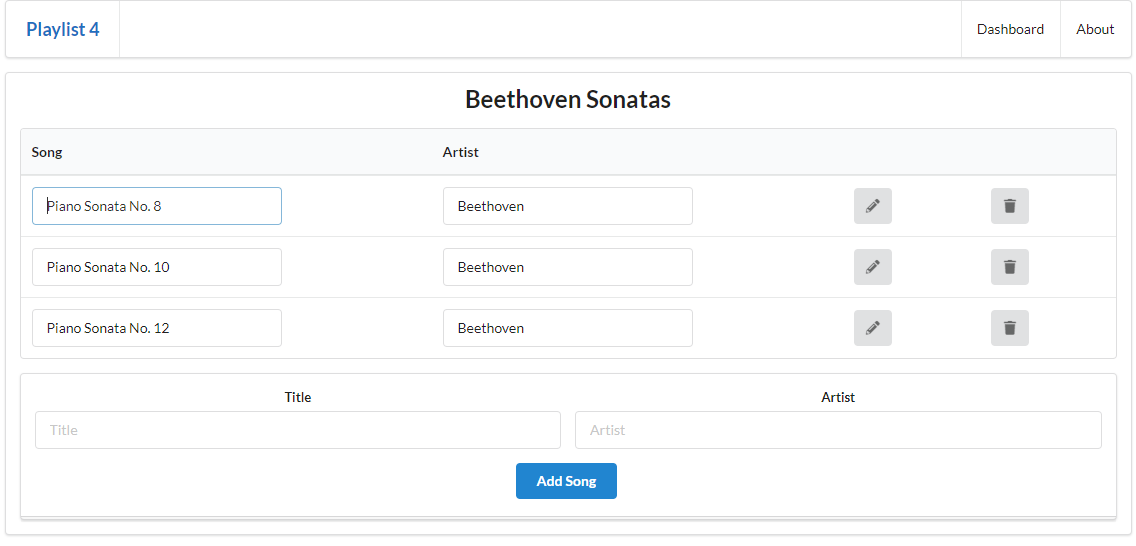 Playlist 4 Dashboard About
Beethoven Sonatas
Song Artist
Piano Sonata No. 8 Beethoven
Piano Sonata No. 10 Beethoven
Piano Sonata No. 12 Beethoven
Title Artist
Title Artist
Add Song